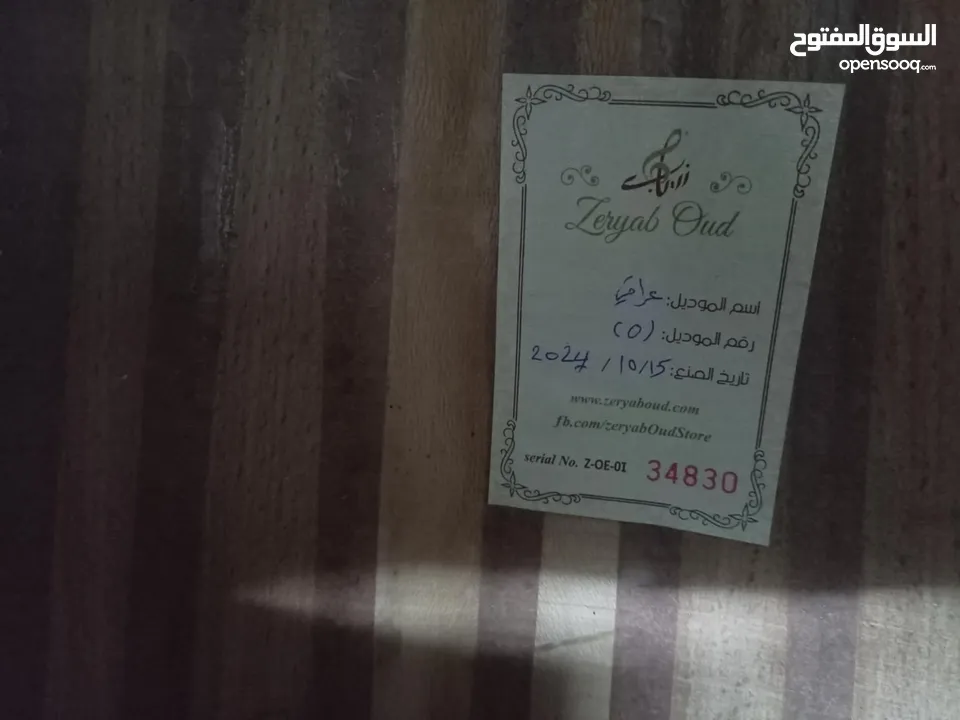 السوق المفتوح
opensooq.com
زرياب
Zeryab Oud
اسم الموديل: عراقي
رقم الموديل: (٥)
تاريخ الصنع: 15/10/2024
www.zeryaboud.com
fb.com/zeryabOudStore
serial No. Z-OE-01 34830